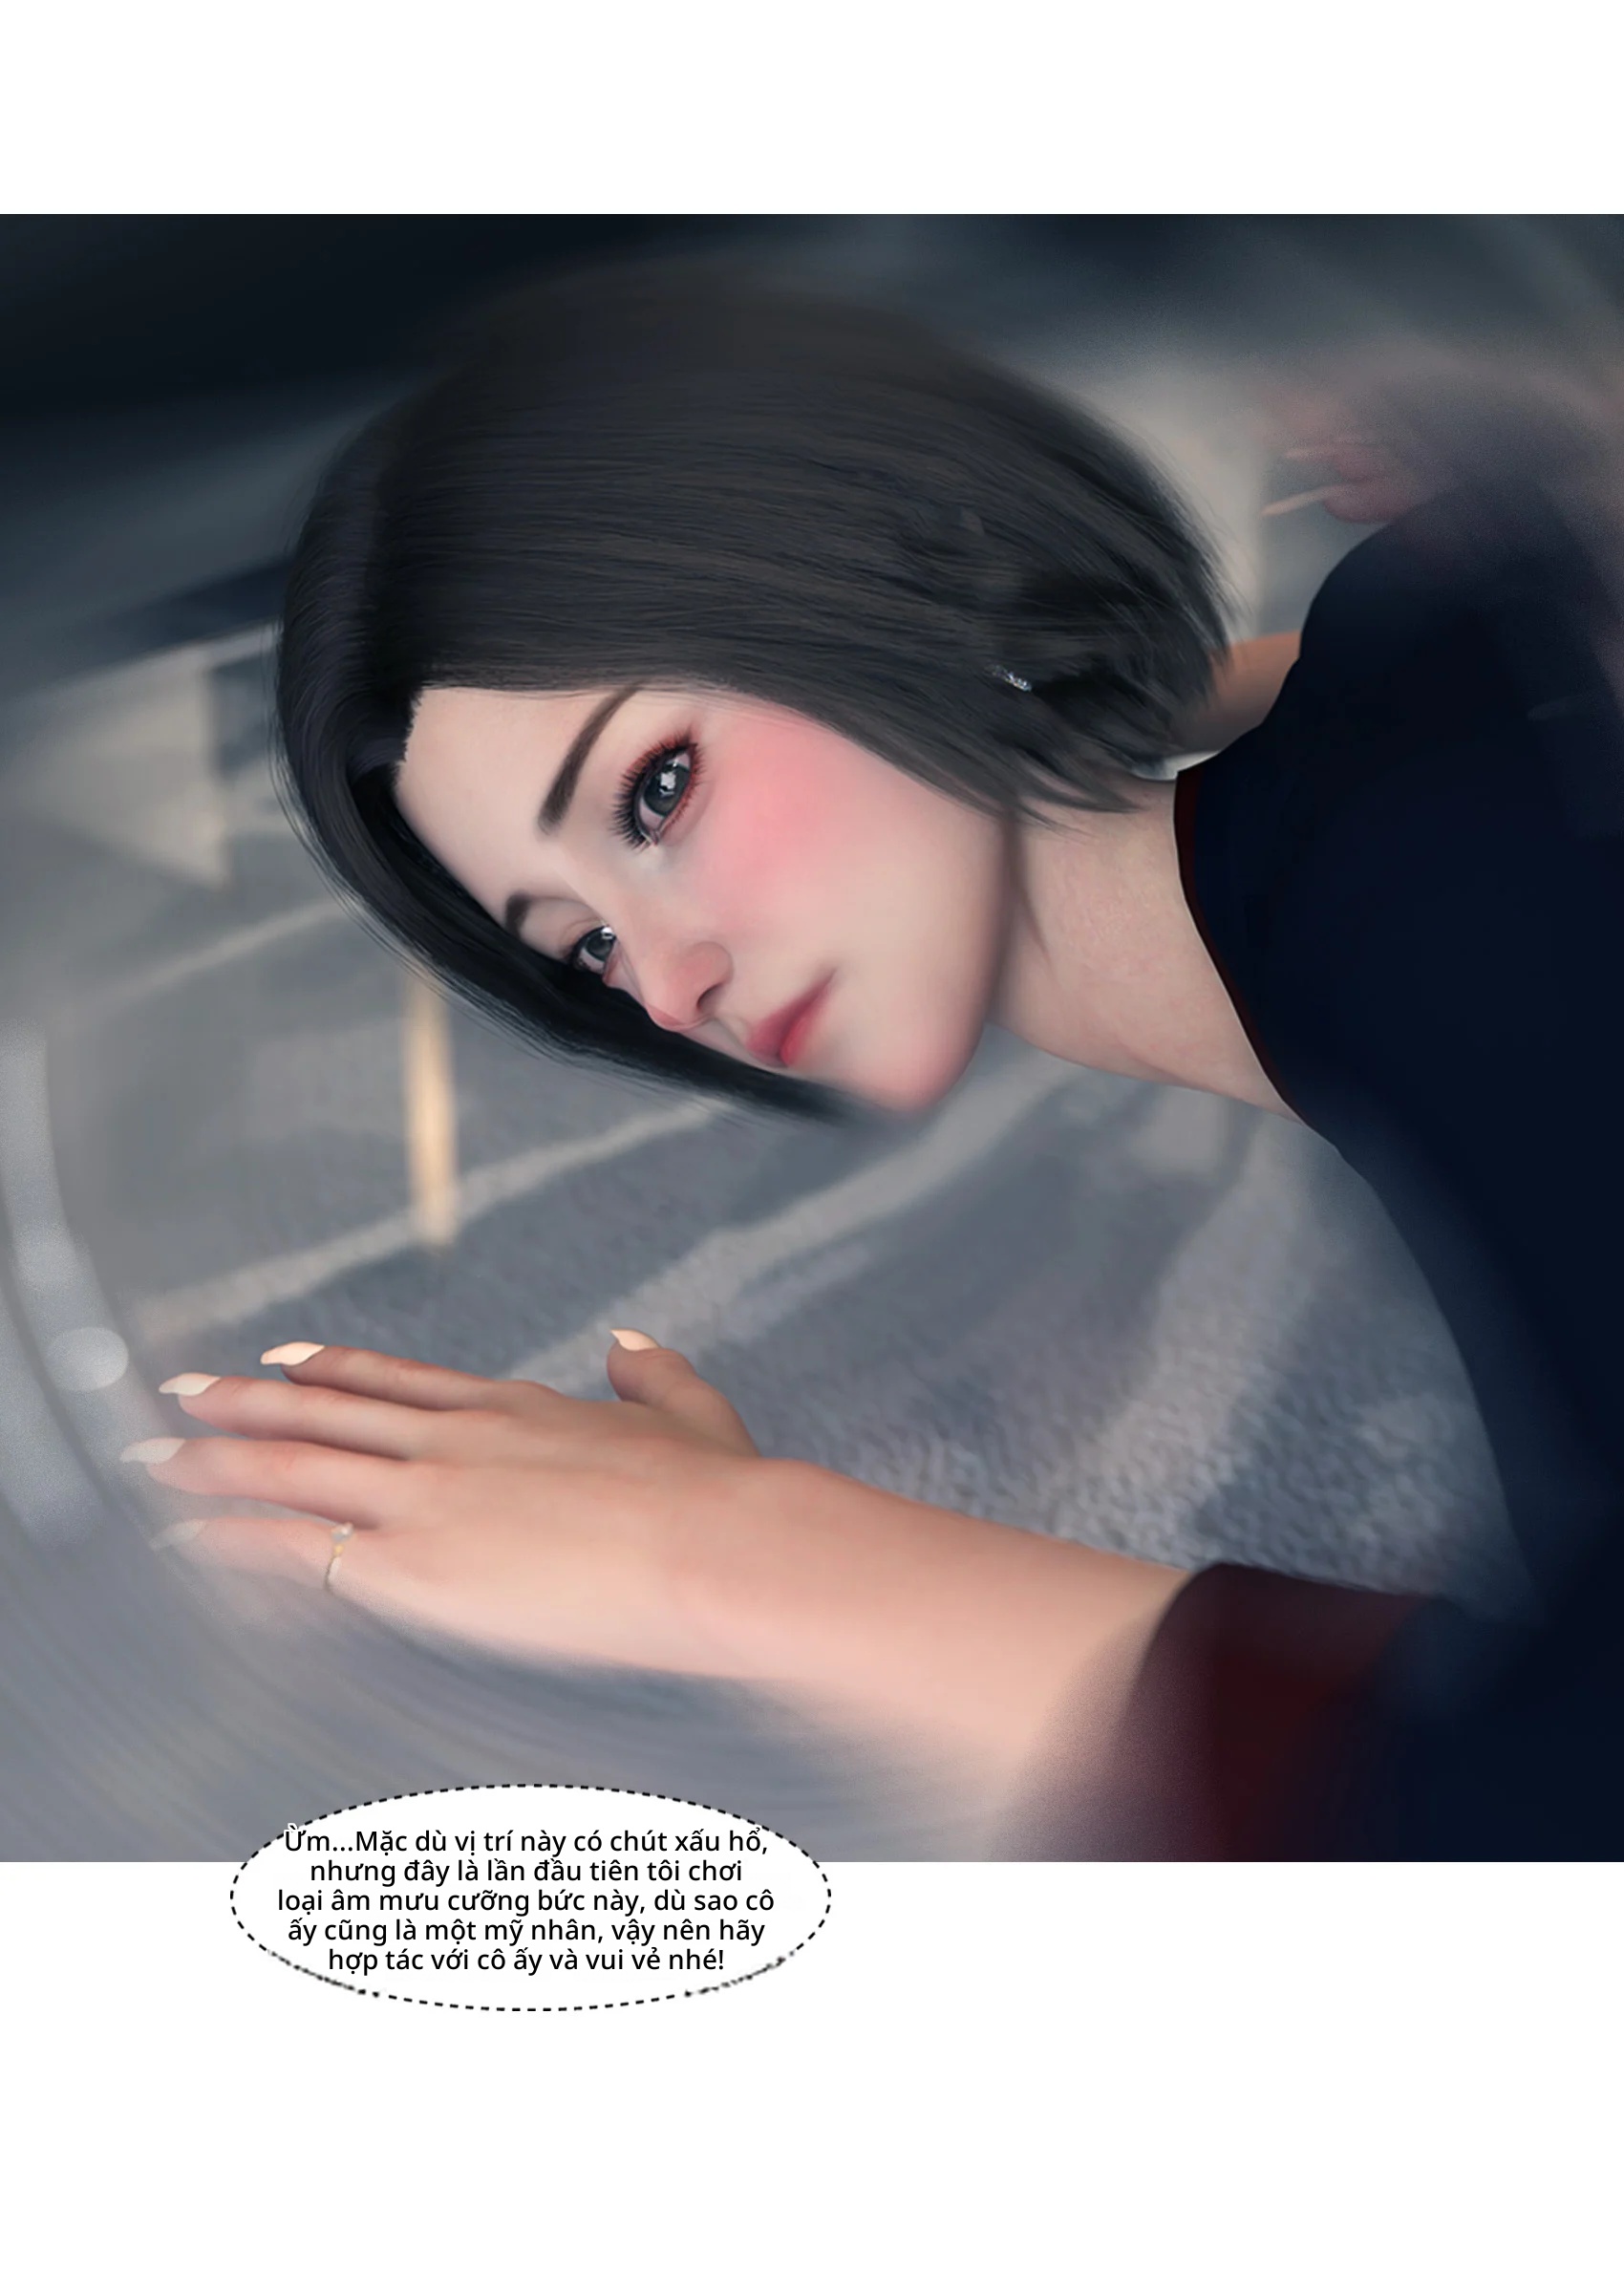 Ừm...Mặc dù vị trí này có chút xấu hổ,
nhưng đây là lần đầu tiên tôi chơi
loại âm mưu cưỡng bức này, dù sao cô
ấy cũng là một mỹ nhân, vậy nên hãy
hợp tác với cô ấy và vui vẻ nhé!